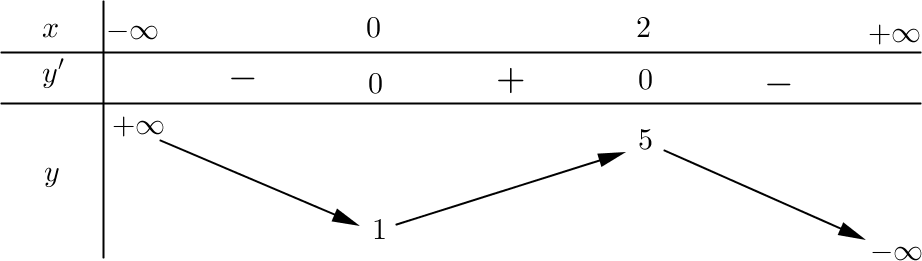 x −∞ 0 2 +∞
y′ − 0 + 0 −
+∞ 5
y
1 −∞